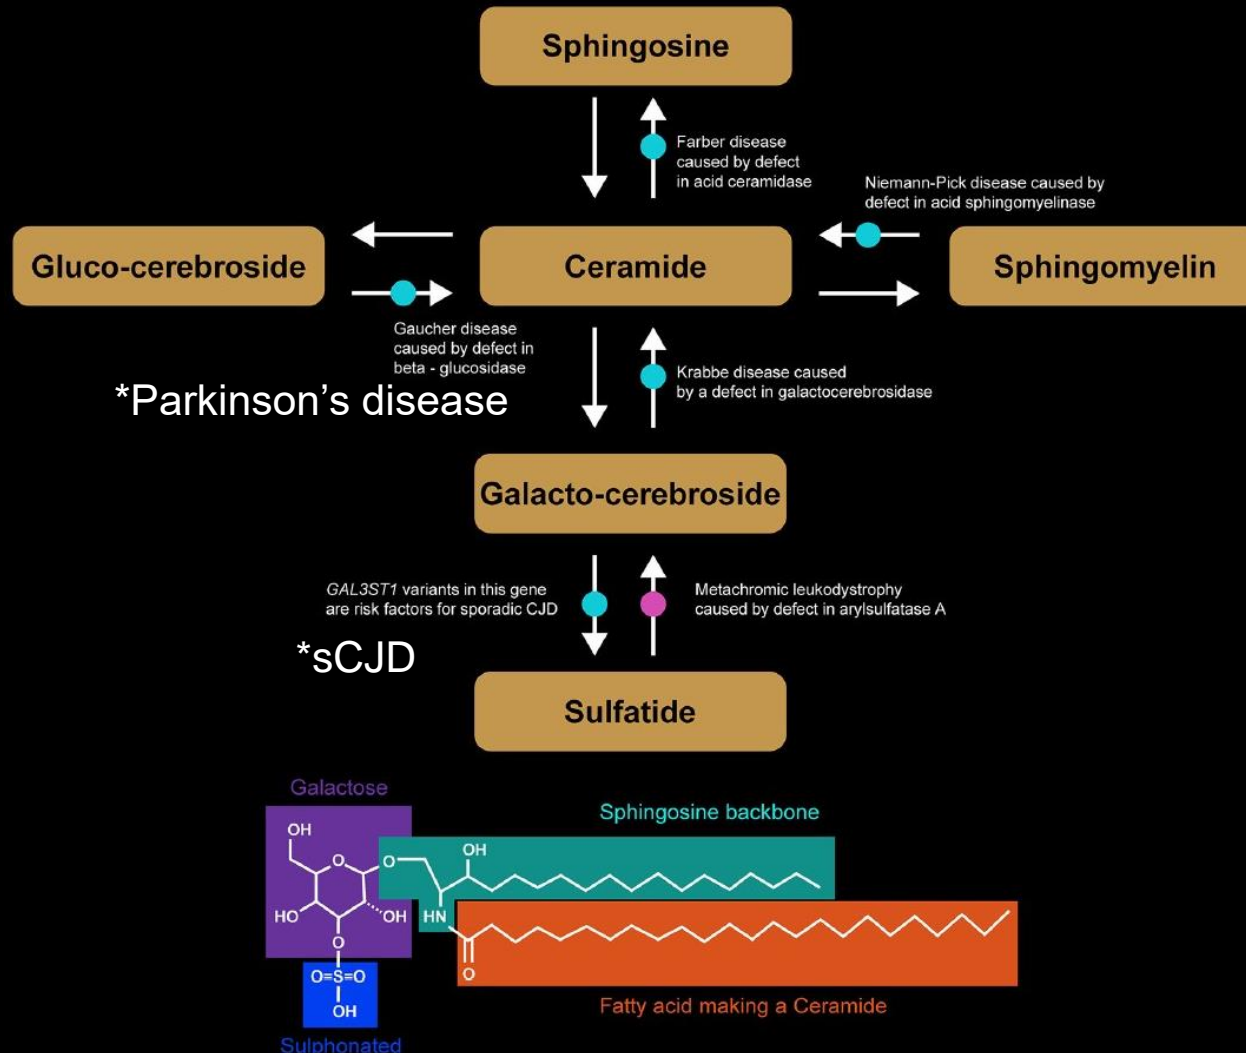 Sphingosine
Farber disease
caused by defect
in acid ceramidase
Niemann-Pick disease caused by
defect in acid sphingomyelinase
Gluco-cerebroside
Ceramide
Sphingomyelin
Gaucher disease
caused by defect in
beta - glucosidase
*Parkinson’s disease
Krabbe disease caused
by a defect in galactocerebrosidase
Galacto-cerebroside
GAL3ST1 variants in this gene
are risk factors for sporadic CJD
Metachromic leukodystrophy
caused by defect in arylsulfatase A
*sCJD
Sulfatide
Galactose
Sphingosine backbone
OH
OH
O
O
HO
OH
HN
O
O
O=S=O
OH
Fatty acid making a Ceramide
Sulphonated